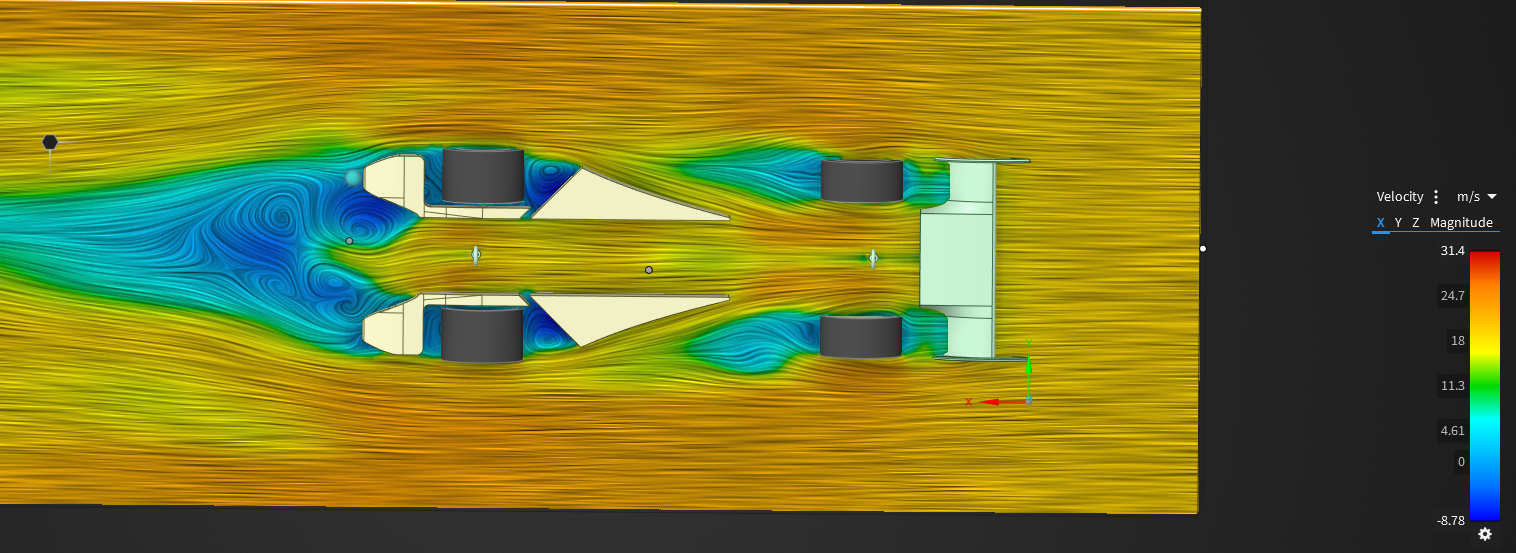 Velocity m/s
X Y Z Magnitude
31.4
24.7
18
11.3
4.61
0
-8.78
Y
X